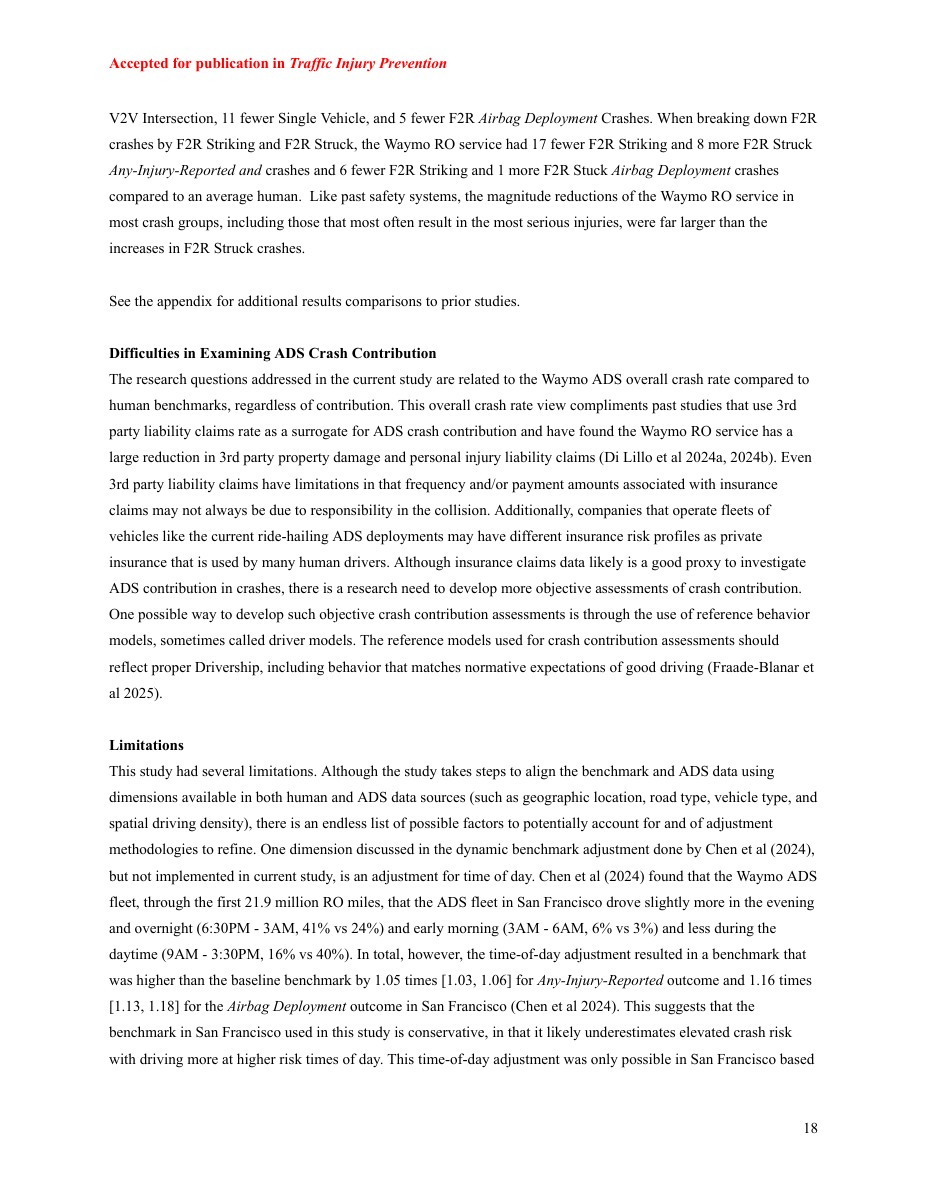 Accepted for publication in Traffic Injury Prevention
V2V Intersection, 11 fewer Single Vehicle, and 5 fewer F2R Airbag Deployment Crashes. When breaking down F2R
crashes by F2R Striking and F2R Struck, the Waymo RO service had 17 fewer F2R Striking and 8 more F2R Struck
Any-Injury-Reported and crashes and 6 fewer F2R Striking and 1 more F2R Stuck Airbag Deployment crashes
compared to an average human.  Like past safety systems, the magnitude reductions of the Waymo RO service in
most crash groups, including those that most often result in the most serious injuries, were far larger than the
increases in F2R Struck crashes.
See the appendix for additional results comparisons to prior studies.
Difficulties in Examining ADS Crash Contribution
The research questions addressed in the current study are related to the Waymo ADS overall crash rate compared to
human benchmarks, regardless of contribution. This overall crash rate view compliments past studies that use 3rd
party liability claims rate as a surrogate for ADS crash contribution and have found the Waymo RO service has a
large reduction in 3rd party property damage and personal injury liability claims (Di Lillo et al 2024a, 2024b). Even
3rd party liability claims have limitations in that frequency and/or payment amounts associated with insurance
claims may not always be due to responsibility in the collision. Additionally, companies that operate fleets of
vehicles like the current ride-hailing ADS deployments may have different insurance risk profiles as private
insurance that is used by many human drivers. Although insurance claims data likely is a good proxy to investigate
ADS contribution in crashes, there is a research need to develop more objective assessments of crash contribution.
One possible way to develop such objective crash contribution assessments is through the use of reference behavior
models, sometimes called driver models. The reference models used for crash contribution assessments should
reflect proper Drivership, including behavior that matches normative expectations of good driving (Fraade-Blanar et
al 2025).
Limitations
This study had several limitations. Although the study takes steps to align the benchmark and ADS data using
dimensions available in both human and ADS data sources (such as geographic location, road type, vehicle type, and
spatial driving density), there is an endless list of possible factors to potentially account for and of adjustment
methodologies to refine. One dimension discussed in the dynamic benchmark adjustment done by Chen et al (2024),
but not implemented in current study, is an adjustment for time of day. Chen et al (2024) found that the Waymo ADS
fleet, through the first 21.9 million RO miles, that the ADS fleet in San Francisco drove slightly more in the evening
and overnight (6:30PM - 3AM, 41% vs 24%) and early morning (3AM - 6AM, 6% vs 3%) and less during the
daytime (9AM - 3:30PM, 16% vs 40%). In total, however, the time-of-day adjustment resulted in a benchmark that
was higher than the baseline benchmark by 1.05 times [1.03, 1.06] for Any-Injury-Reported outcome and 1.16 times
[1.13, 1.18] for the Airbag Deployment outcome in San Francisco (Chen et al 2024). This suggests that the
benchmark in San Francisco used in this study is conservative, in that it likely underestimates elevated crash risk
with driving more at higher risk times of day. This time-of-day adjustment was only possible in San Francisco based
18